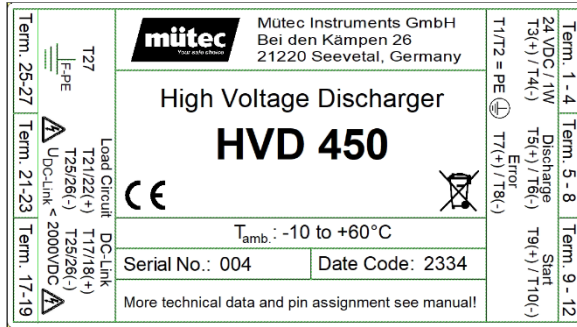 mütec
Your safe choice
Mütec Instruments GmbH
Bei den Kämpen 26
21220 Seevetal, Germany
High Voltage Discharger
HVD 450
CE
Tamb.: -10 to +60°C
Serial No.: 004
Date Code: 2334
More technical data and pin assignment see manual!
Term. 25-27
Term. 21-23
Term. 17-19
T27
F-PE
Load Circuit
T21/22(+)
T25/26(-)
DC-Link
T17/18(+)
T25/26(-)
UDC-Link < 2000VDC
Term. 1 - 4
Term. 5 - 8
Term. 9 - 12
24 VDC / 1W
T3(+) / T4(-)
T1/T2 = PE
Discharge
T5(+) / T6(-)
Error
T7(+) / T8(-)
Start
T9(+) / T10(-)